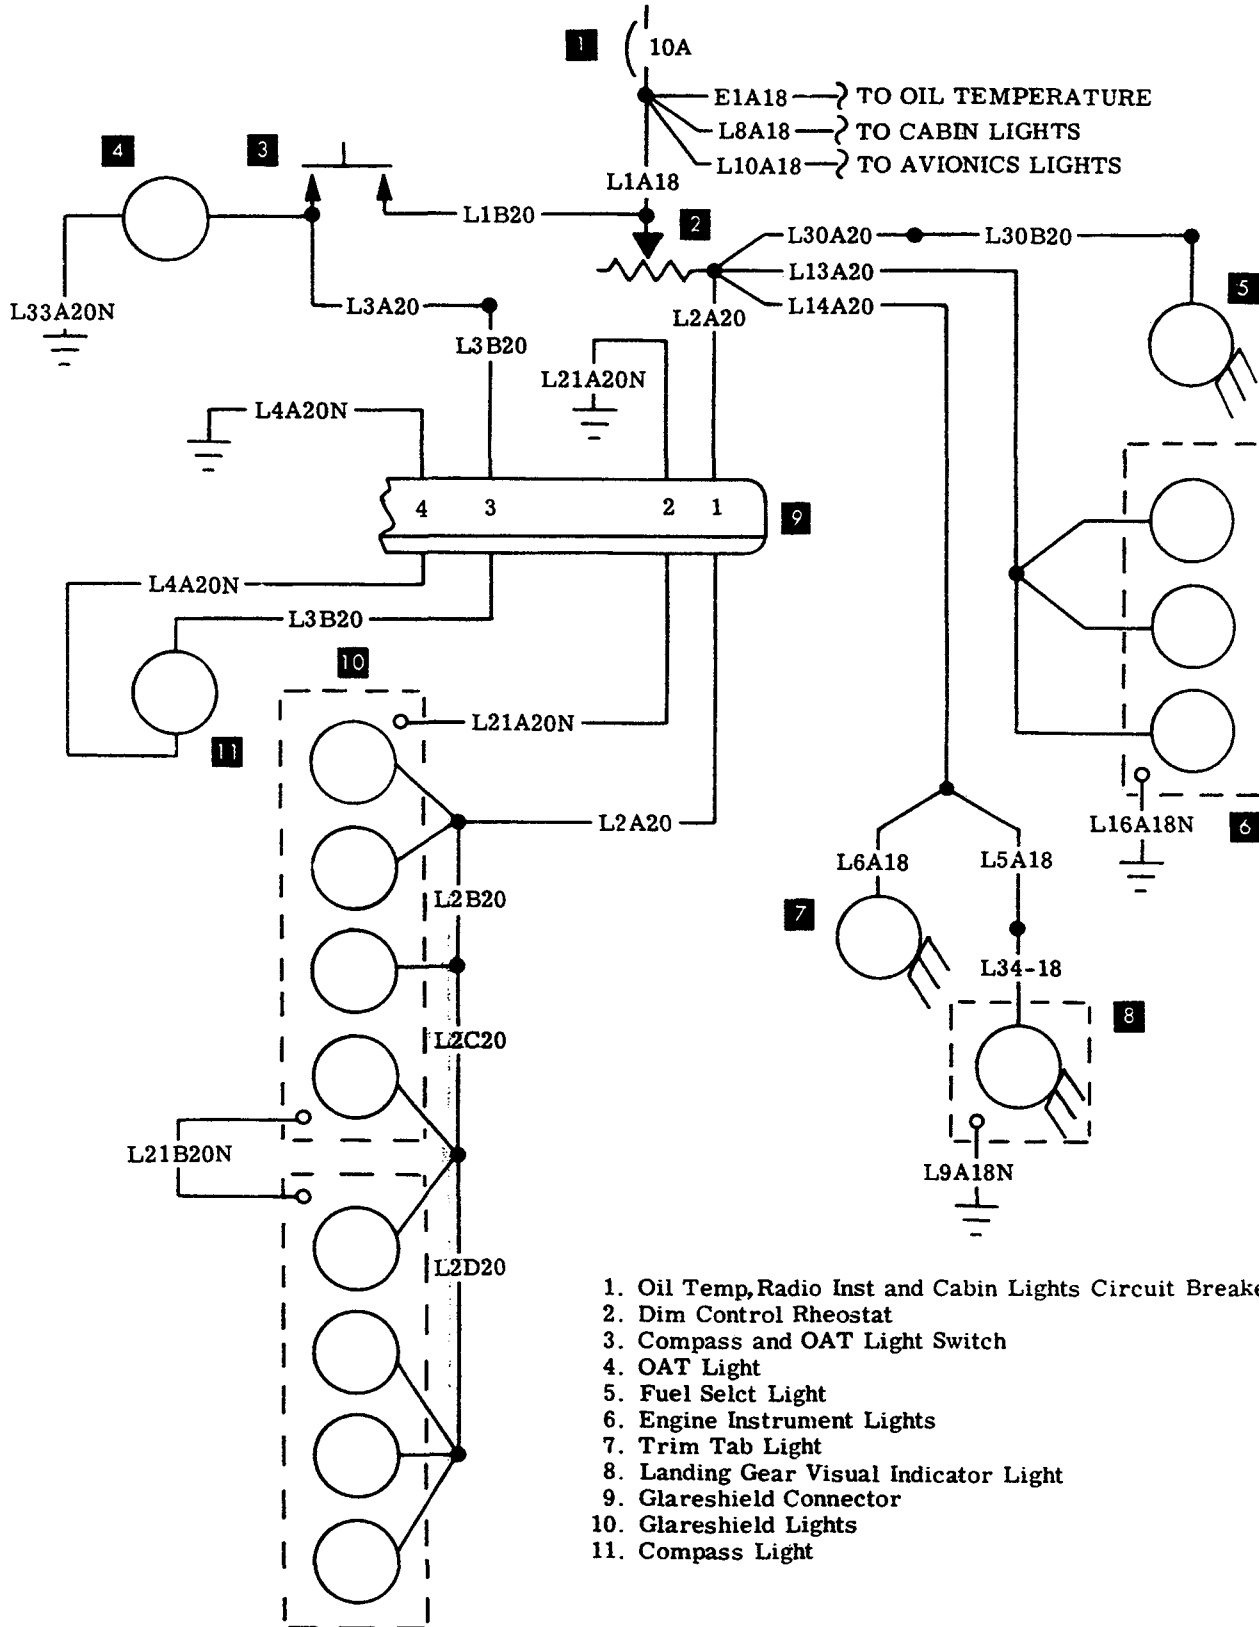 1
10A
E1A18 TO OIL TEMPERATURE
L8A18 TO CABIN LIGHTS
L10A18 TO AVIONICS LIGHTS
4
3
L1A18
L1B20
2
L30A20
L30B20
L13A20
L14A20
L33A20N
L3A20
L2A20
5
L3B20
L21A20N
L4A20N
4 3 2 1
9
L4A20N
L3B20
10
11
L21A20N
L2A20
L16A18N
6
L6A18
L5A18
L2B20
7
L34-18
8
L2C20
L21B20N
L9A18N
L2D20
1. Oil Temp, Radio Inst and Cabin Lights Circuit Breake
2. Dim Control Rheostat
3. Compass and OAT Light Switch
4. OAT Light
5. Fuel Selct Light
6. Engine Instrument Lights
7. Trim Tab Light
8. Landing Gear Visual Indicator Light
9. Glareshield Connector
10. Glareshield Lights
11. Compass Light